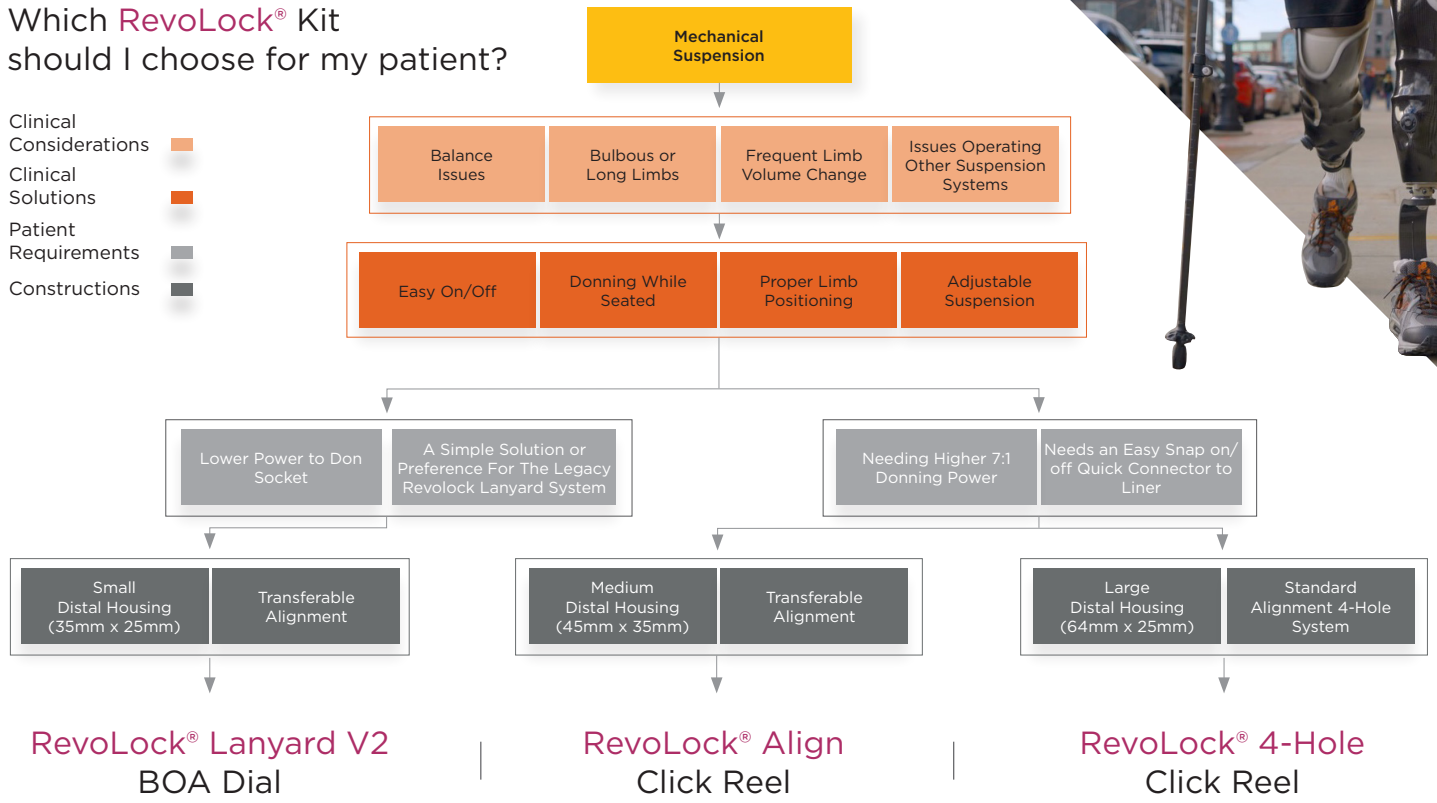 Which RevoLock® Kit
should I choose for my patient?
Mechanical
Suspension
Clinical
Considerations
Clinical
Solutions
Patient
Requirements
Constructions
Balance
Issues
Bulbous or
Long Limbs
Frequent Limb
Volume Change
Issues Operating
Other Suspension
Systems
Easy On/Off
Donning While
Seated
Proper Limb
Positioning
Adjustable
Suspension
Lower Power to Don
Socket
A Simple Solution or
Preference For The Legacy
Revolock Lanyard System
Needing Higher 7:1
Donning Power
Needs an Easy Snap on/
off Quick Connector to
Liner
Small
Distal Housing
(35mm x 25mm)
Transferable
Alignment
Medium
Distal Housing
(45mm x 35mm)
Transferable
Alignment
Large
Distal Housing
(64mm x 25mm)
Standard
Alignment 4-Hole
System
RevoLock® Lanyard V2
BOA Dial
RevoLock® Align
Click Reel
RevoLock® 4-Hole
Click Reel